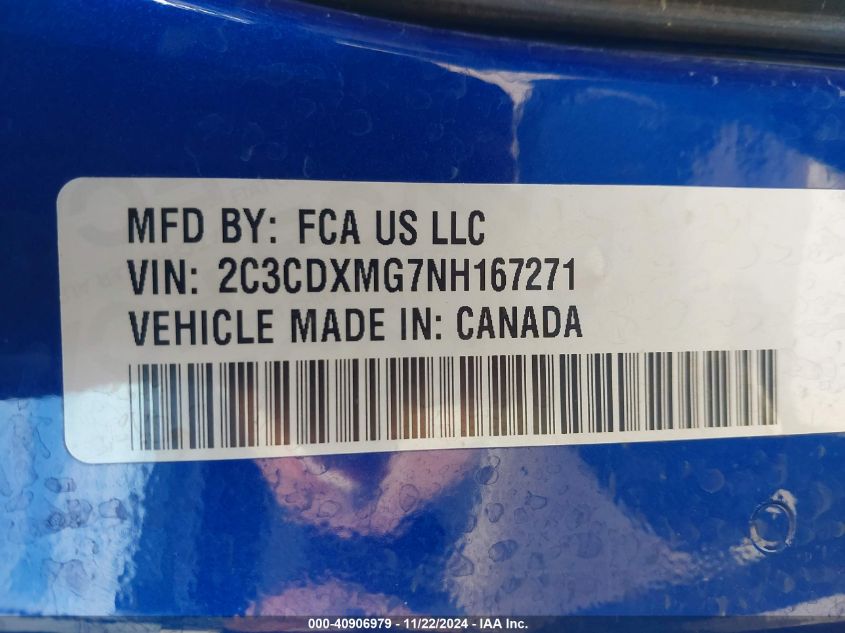 MFD BY: FCA US LLC
VIN: 2C3CDXMG7NH167271
VEHICLE MADE IN: CANADA
000-40906979 - 11/22/2024 - IAA Inc.